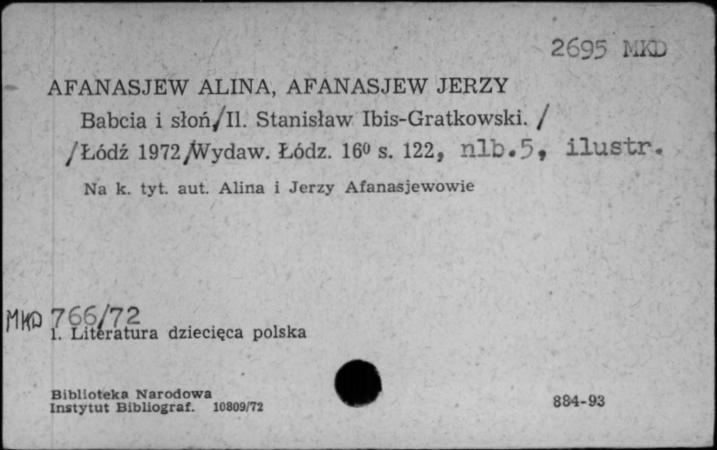 2695 MKD
AFANASJEW ALINA, AFANASJEW JERZY
Babcia i słoń,/Il. Stanisław Ibis-Gratkowski. /
/Łódź 1972/Wydaw. Łódz. 16⁰ s. 122, nlb.5, ilustr.
Na k. tyt. aut. Alina i Jerzy Afanasjewowie
MKD 766/72
1. Literatura dziecięca polska
Biblioteka Narodowa
Instytut Bibliograf. 10809/72
884-93